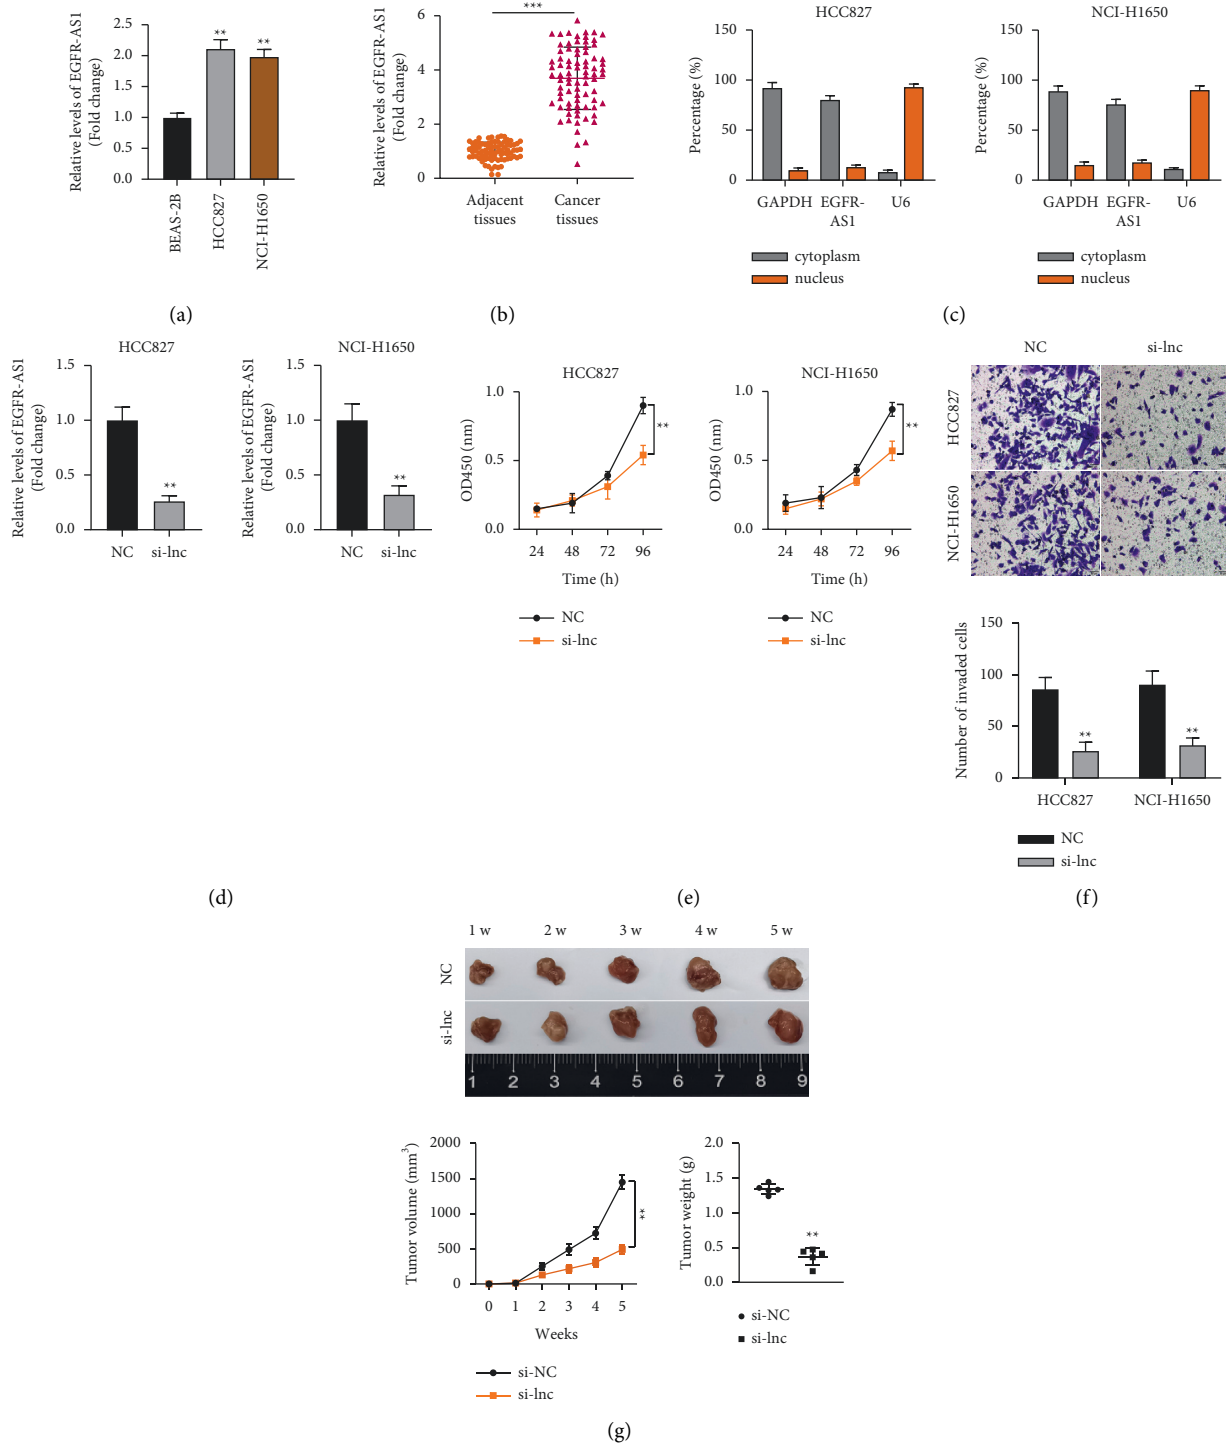 Relative levels of EGFR-AS1
(Fold change)
2.5
2.0
1.5
1.0
0.5
0.0
**
**
BEAS-2B
HCC827
NCI-H1650
(a)
Relative levels of EGFR-AS1
(Fold change)
6
4
2
0
***
Adjacent
tissues
Cancer
tissues
(b)
HCC827
Percentage (%)
150
100
50
0
GAPDH
EGFR-
AS1
U6
cytoplasm
nucleus
NCI-H1650
Percentage (%)
150
100
50
0
GAPDH
EGFR-
AS1
U6
cytoplasm
nucleus
(c)
HCC827
Relative levels of EGFR-AS1
(Fold change)
1.5
1.0
0.5
0.0
**
NC
si-lnc
NCI-H1650
Relative levels of EGFR-AS1
(Fold change)
1.5
1.0
0.5
0.0
**
NC
si-lnc
(d)
HCC827
OD450 (nm)
1.0
0.5
0.0
**
24 48 72 96
Time (h)
NC
si-lnc
NCI-H1650
OD450 (nm)
1.0
0.5
0.0
**
24 48 72 96
Time (h)
NC
si-lnc
(e)
NC
si-lnc
HCC827
NCI-H1650
Number of invaded cells
150
100
50
0
**
**
HCC827
NCI-H1650
NC
si-lnc
(f)
1 w 2 w 3 w 4 w 5 w
NC
si-lnc
1 2 3 4 5 6 7 8 9
Tumor volume (mm³)
2000
1500
1000
500
0
**
0 1 2 3 4 5
Weeks
si-NC
si-lnc
Tumor weight (g)
2.0
1.5
1.0
0.5
0.0
**
si-NC
si-lnc
(g)